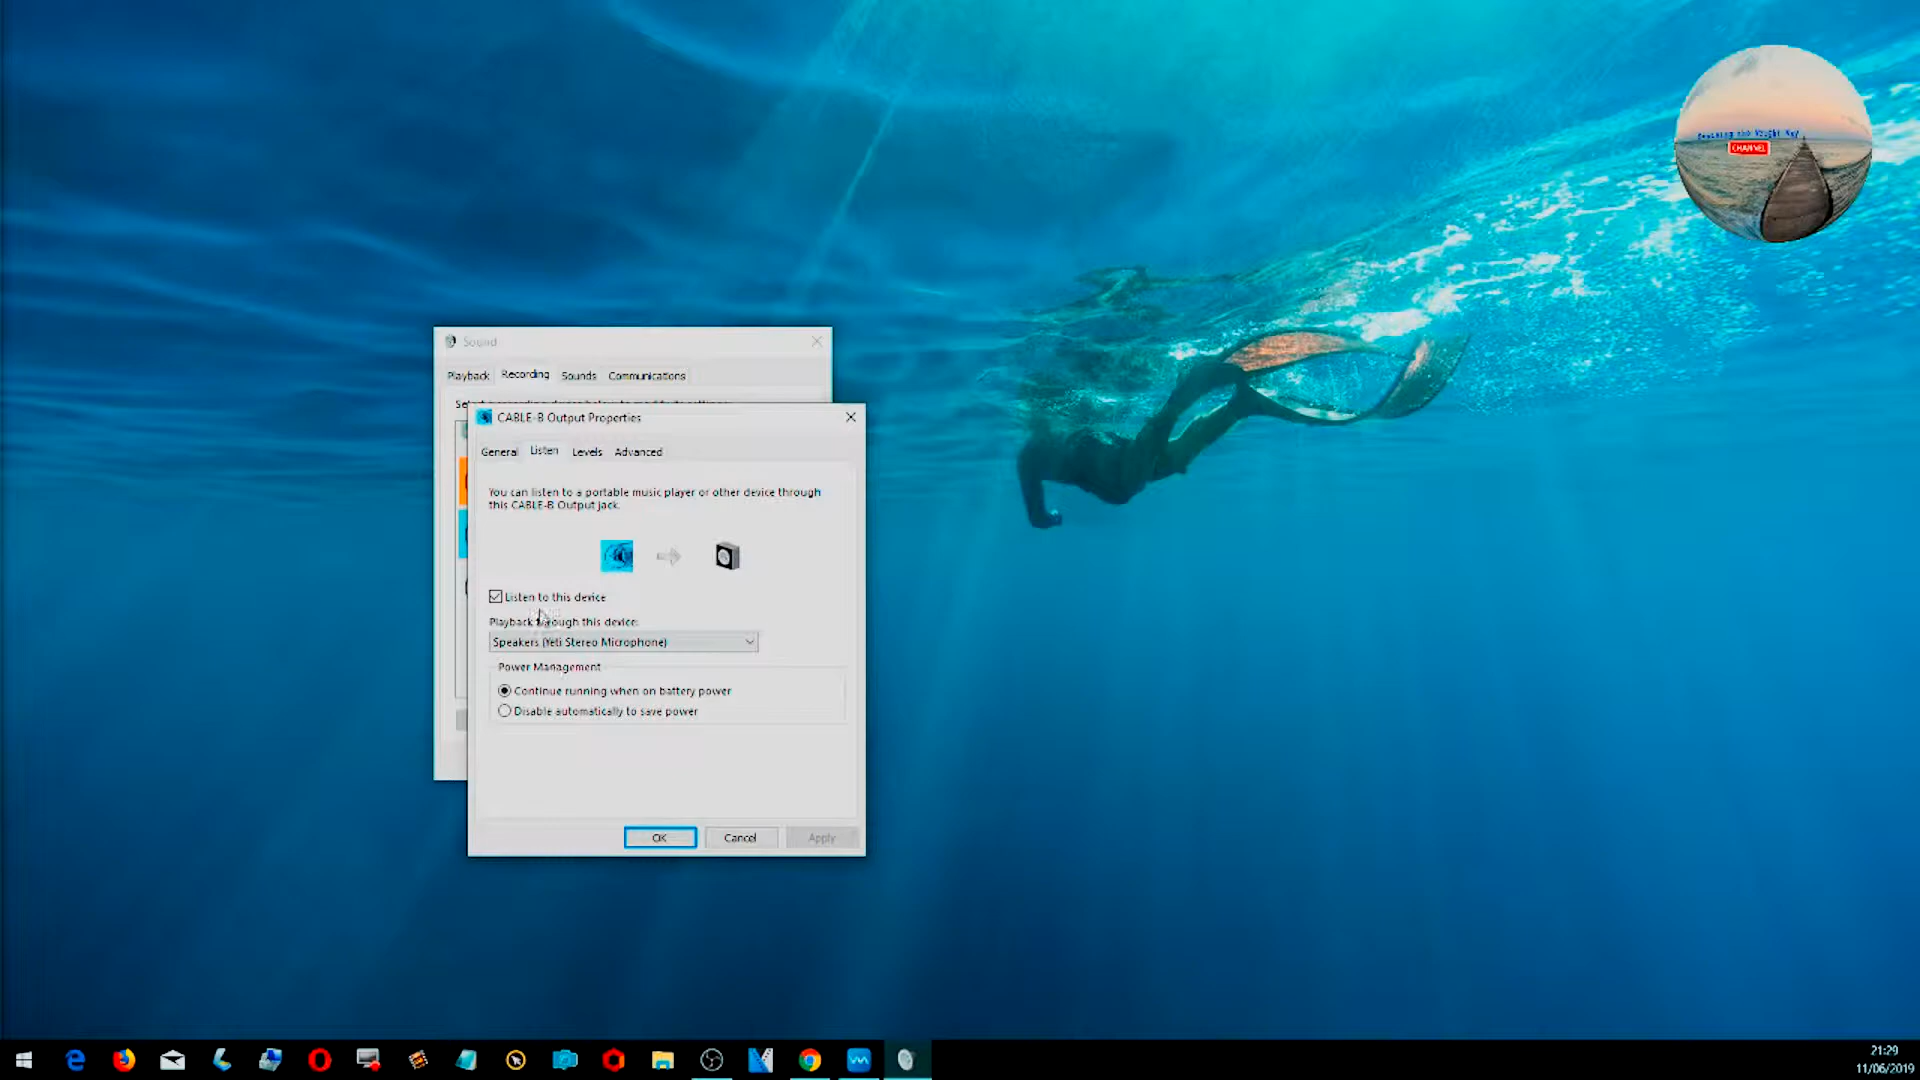 CHANNEL
Sound
Playback Recording Sounds Communications
CABLE-B Output Properties
General Listen Levels Advanced
You can listen to a portable music player or other device through
this CABLE-B Output jack.
Listen to this device
Playback through this device:
Speakers (Yeti Stereo Microphone)
Power Management
Continue running when on battery power
Disable automatically to save power
OK Cancel Apply
21:29
11/06/2019